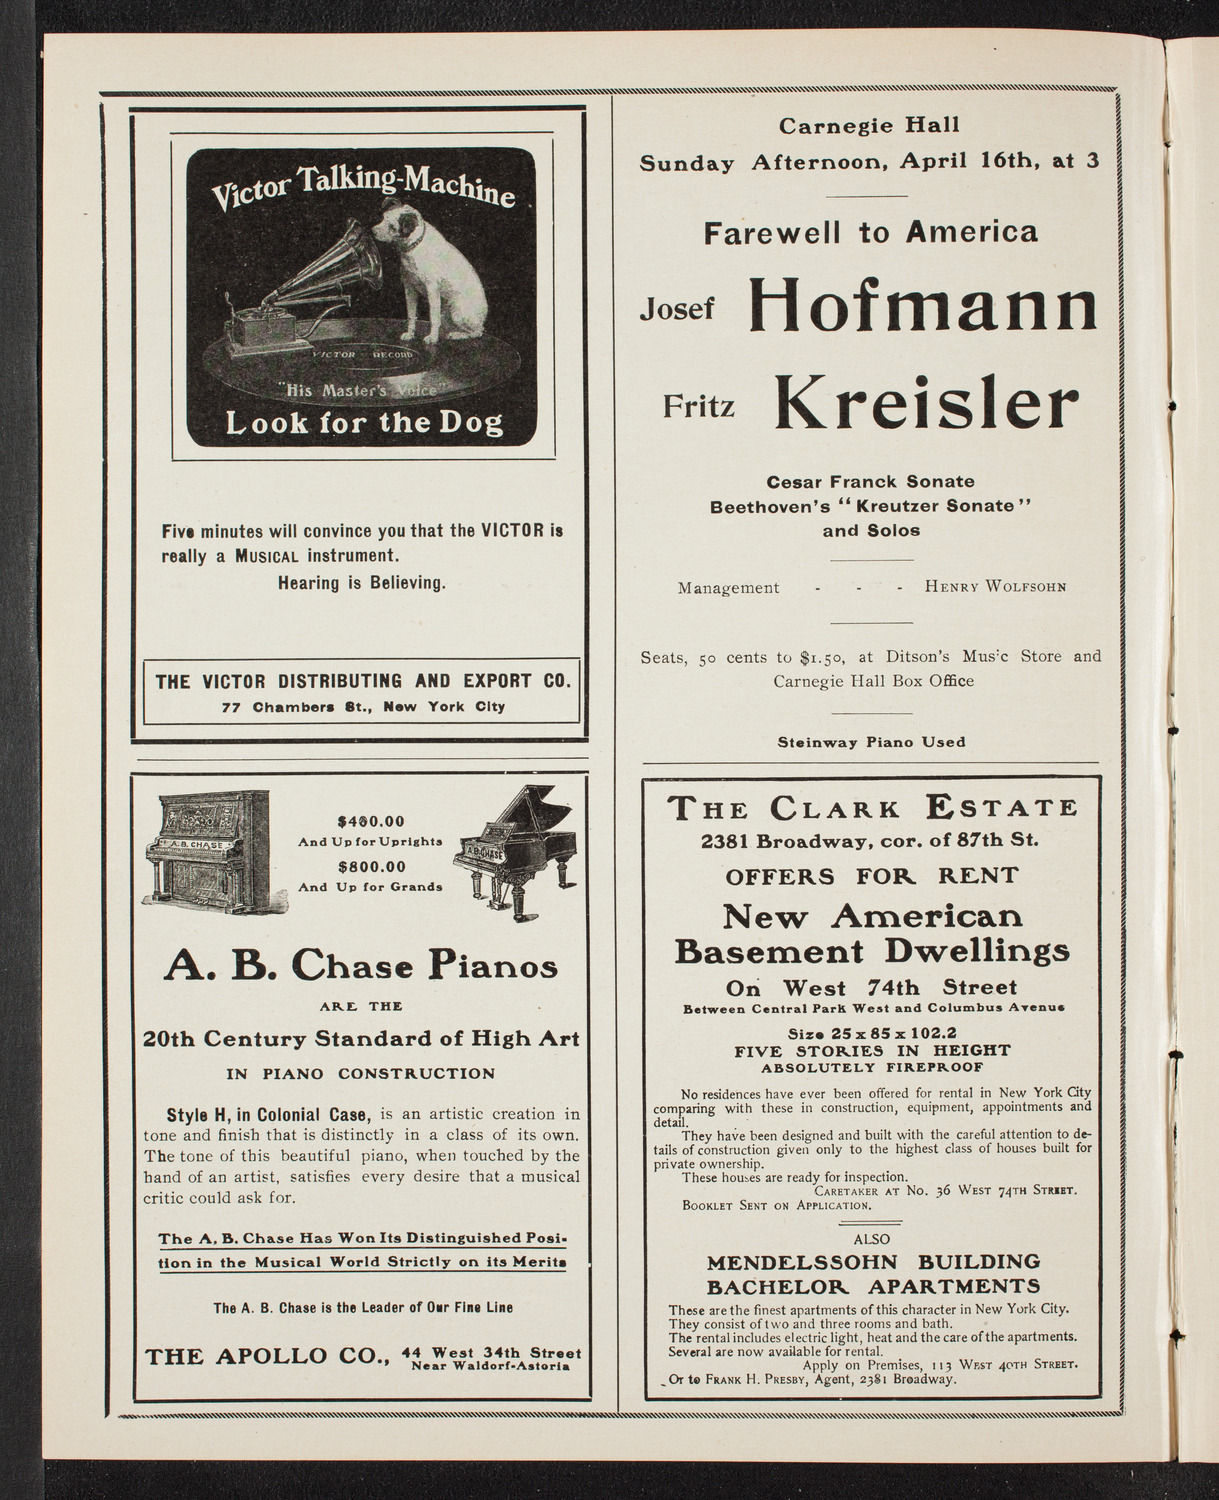 Victor Talking-Machine
VICTOR RECORD
"His Master's Voice"
Look for the Dog
Five minutes will convince you that the VICTOR is
really a MUSICAL instrument.
Hearing is Believing.
THE VICTOR DISTRIBUTING AND EXPORT CO.
77 Chambers St., New York City
A.B. CHASE
$400.00
And Up for Uprights
$800.00
And Up for Grands
A.B. CHASE
A. B. Chase Pianos
ARE THE
20th Century Standard of High Art
IN PIANO CONSTRUCTION
Style H, in Colonial Case, is an artistic creation in
tone and finish that is distinctly in a class of its own.
The tone of this beautiful piano, when touched by the
hand of an artist, satisfies every desire that a musical
critic could ask for.
The A. B. Chase Has Won Its Distinguished Posi-
tion in the Musical World Strictly on its Merits
The A. B. Chase is the Leader of Our Fine Line
THE APOLLO CO., 44 West 34th Street
Near Waldorf-Astoria
Carnegie Hall
Sunday Afternoon, April 16th, at 3
Farewell to America
Josef Hofmann
Fritz Kreisler
Cesar Franck Sonate
Beethoven's "Kreutzer Sonate"
and Solos
Management - - - HENRY WOLFSOHN
Seats, 50 cents to $1.50, at Ditson's Music Store and
Carnegie Hall Box Office
Steinway Piano Used
THE CLARK ESTATE
2381 Broadway, cor. of 87th St.
OFFERS FOR RENT
New American
Basement Dwellings
On West 74th Street
Between Central Park West and Columbus Avenue
Size 25 x 85 x 102.2
FIVE STORIES IN HEIGHT
ABSOLUTELY FIREPROOF
No residences have ever been offered for rental in New York City
comparing with these in construction, equipment, appointments and
detail.
They have been designed and built with the careful attention to de-
tails of construction given only to the highest class of houses built for
private ownership.
These houses are ready for inspection.
CARETAKER AT NO. 36 WEST 74TH STREET.
BOOKLET SENT ON APPLICATION.
ALSO
MENDELSSOHN BUILDING
BACHELOR APARTMENTS
These are the finest apartments of this character in New York City.
They consist of two and three rooms and bath.
The rental includes electric light, heat and the care of the apartments.
Several are now available for rental.
Apply on Premises, 113 WEST 40TH STREET.
Or to FRANK H. PRESBY, Agent, 2381 Broadway.